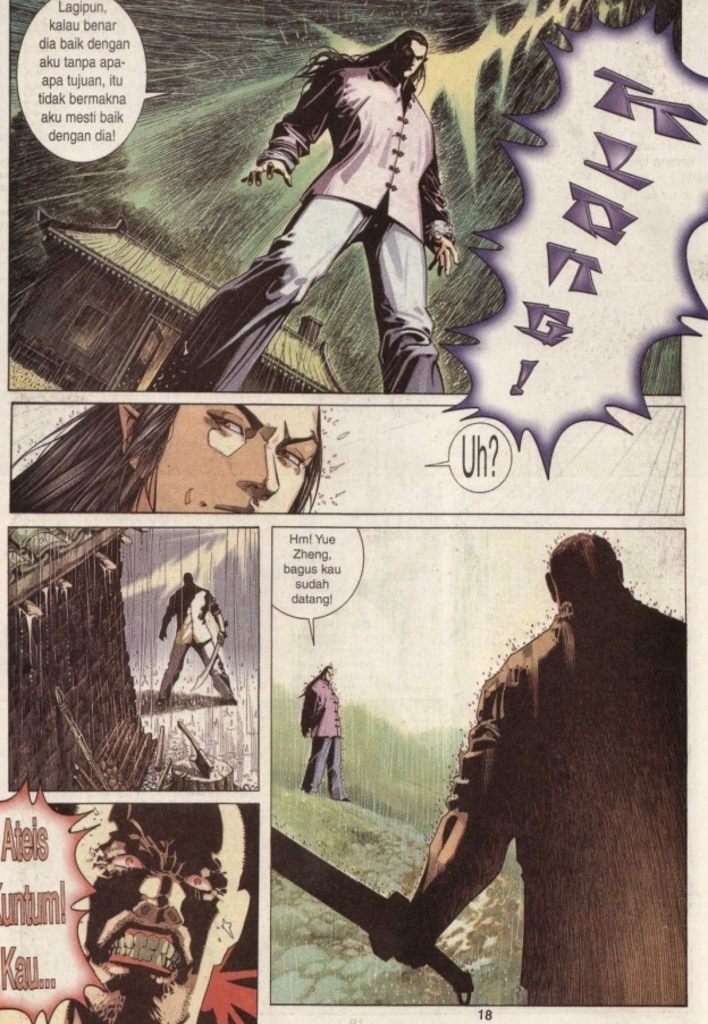 Lagipun,
kalau benar
dia baik dengan
aku tanpa apa-
apa tujuan, itu
tidak bermakna
aku mesti baik
dengan dia!
KLONG!
Uh?
Hm! Yue
Zheng,
bagus kau
sudah
datang!
Ateis
Kuntum!
Kau...
18